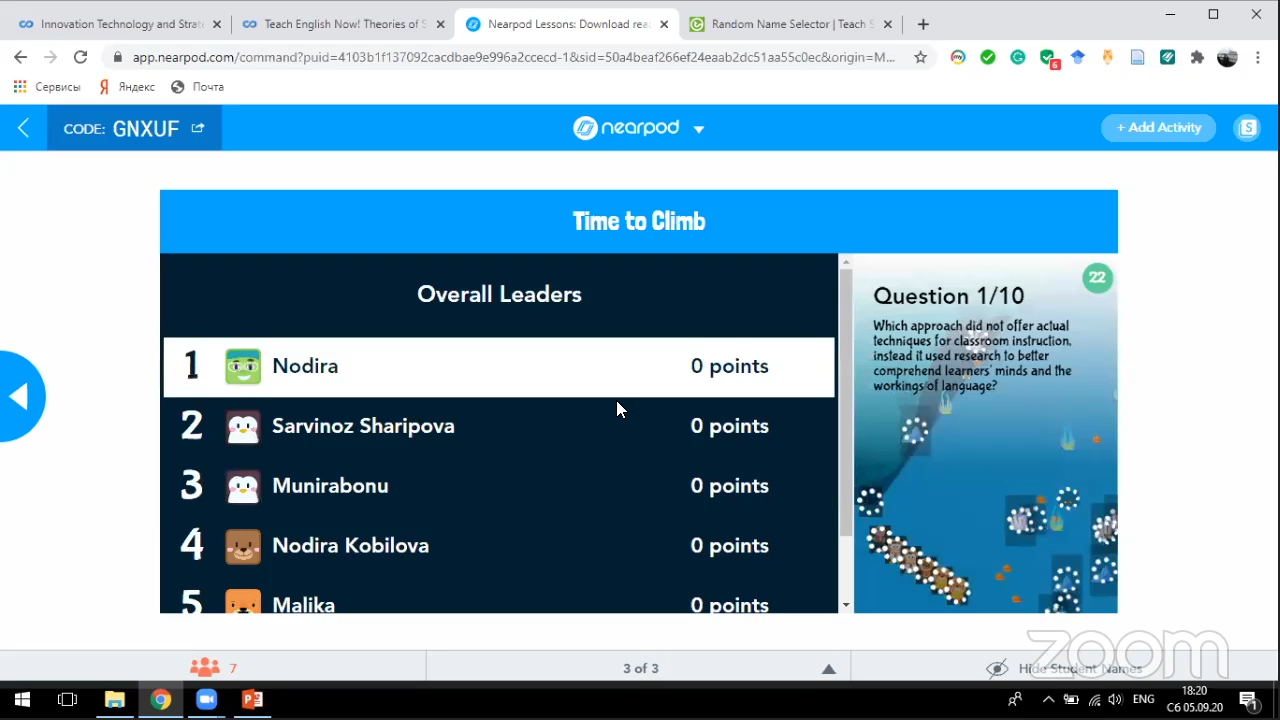 Innovation Technology and Strate
Teach English Now! Theories of S
Nearpod Lessons: Download rea
Random Name Selector | Teach S
app.nearpod.com/command?puid=4103b1f137092cacdbae9e996a2ccecd-1&sid=50a4beaf266ef24eaab2dc51aa55c0ec&origin=M...
6
Сервисы
Яндекс
Почта
CODE: GNXUF
nearpod
+ Add Activity
S
Time to Climb
Overall Leaders
1 Nodira 0 points
2 Sarvinoz Sharipova 0 points
3 Munirabonu 0 points
4 Nodira Kobilova 0 points
5 Malika 0 points
22
Question 1/10
Which approach did not offer actual
techniques for classroom instruction,
instead it used research to better
comprehend learners' minds and the
workings of language?
7
3 of 3
Hide Student Names
zoom
ENG
18:20
Сб 05.09.20
1